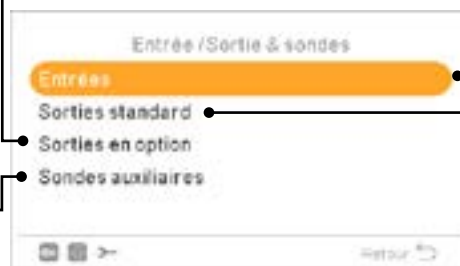 Entrée /Sortie & sondes
Entrées
Sorties standard
Sorties en option
Sondes auxiliaires
Retour